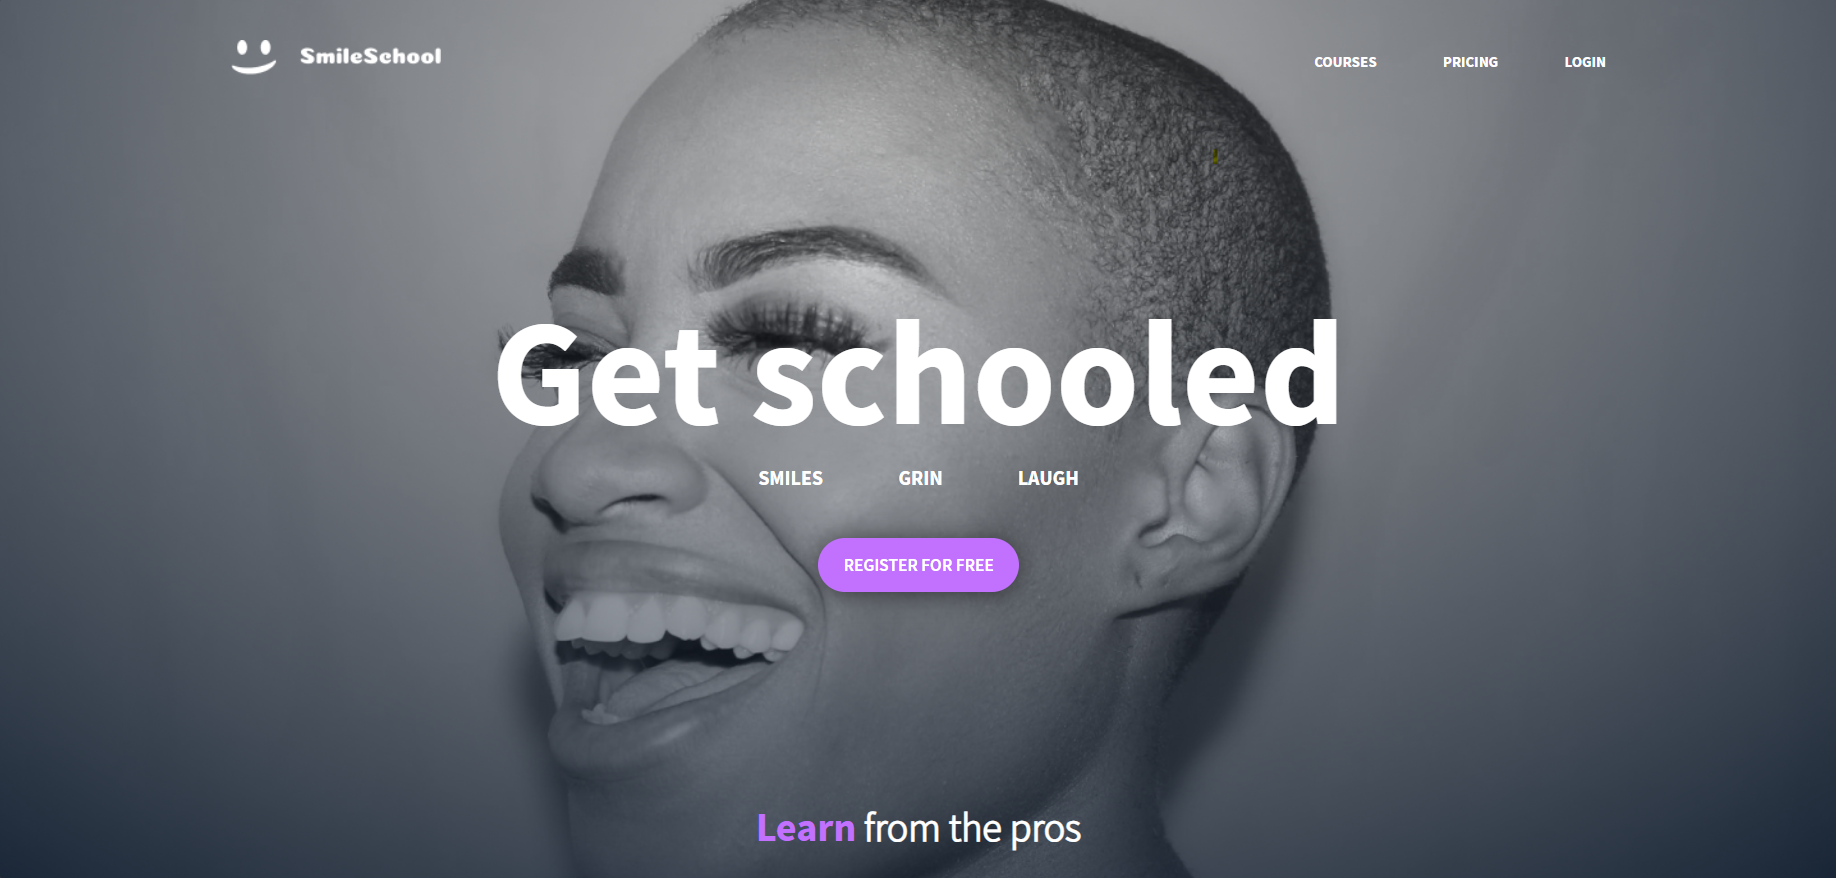 SmileSchool
COURSES PRICING LOGIN
Get schooled
SMILES GRIN LAUGH
REGISTER FOR FREE
Learn from the pros